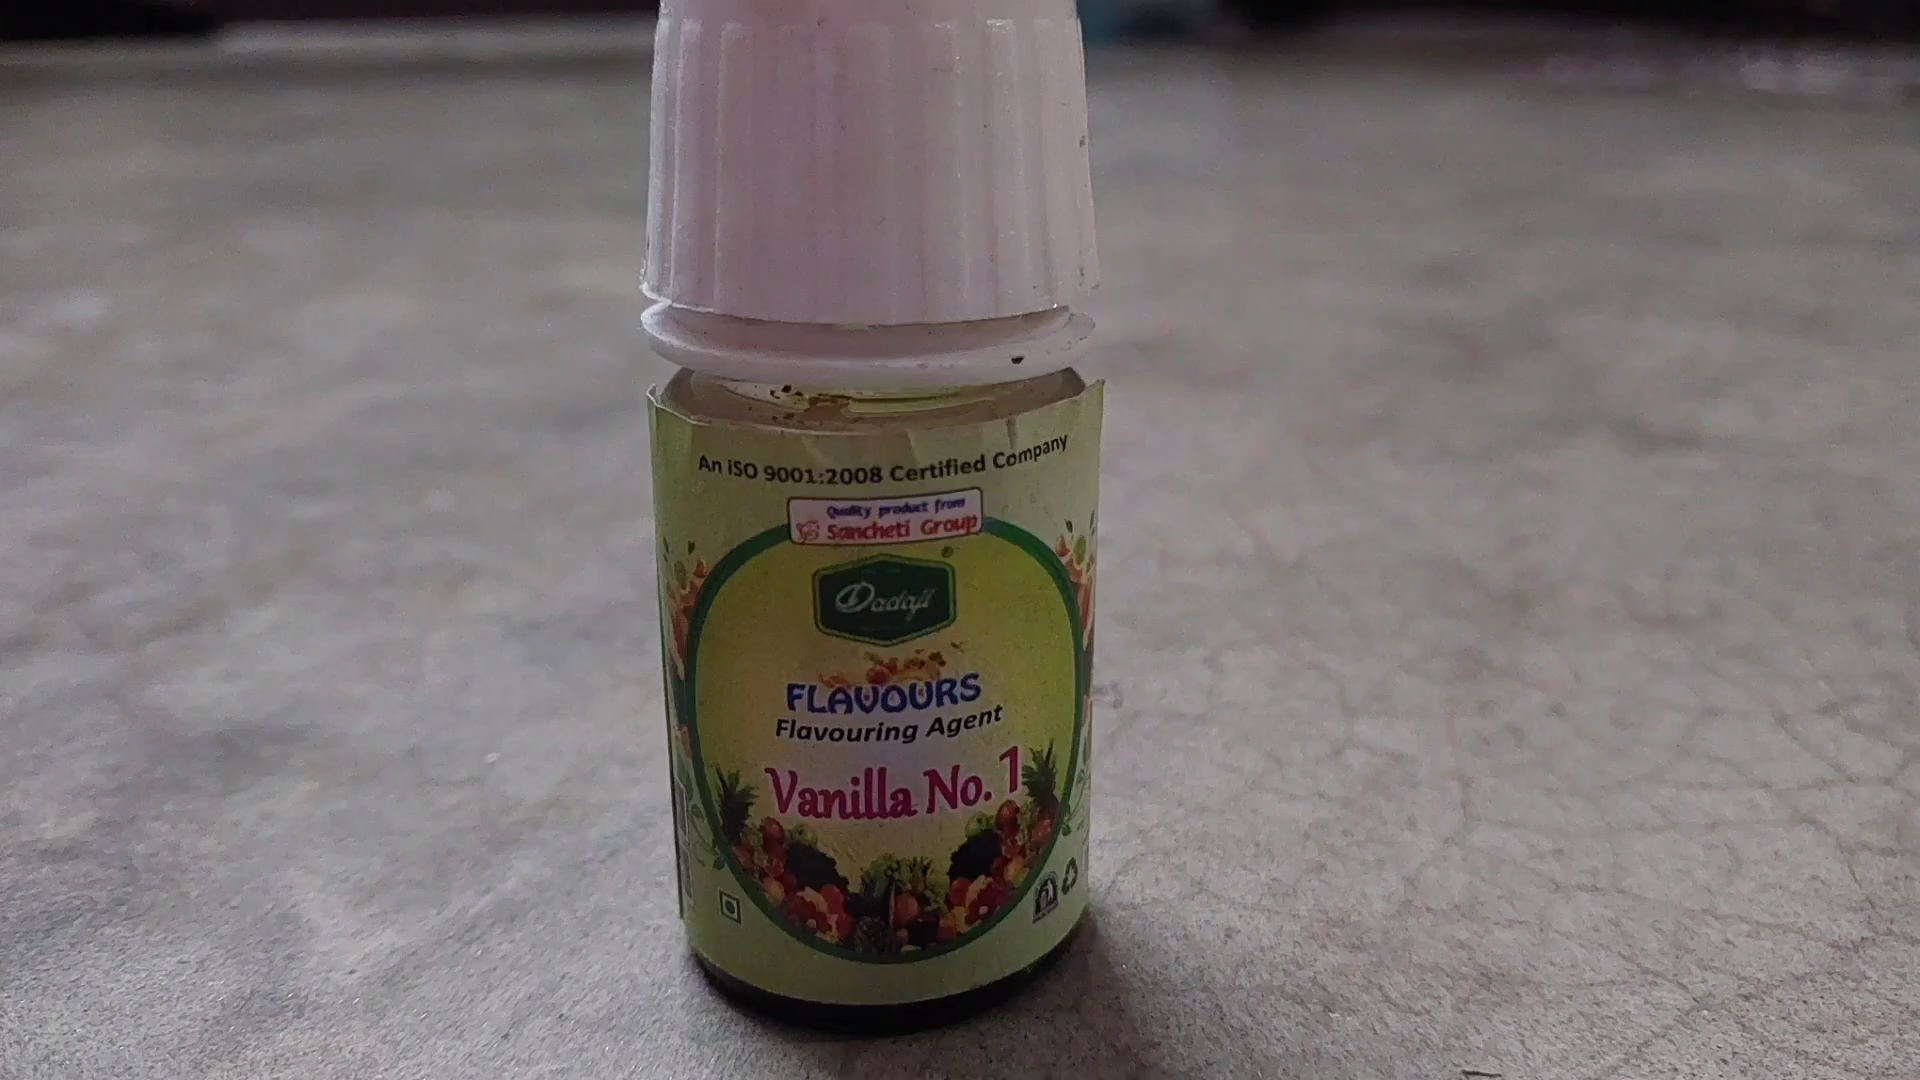 An iSO 9001:2008 Certified Company
Quality product from
Sancheti Group
Dadaji
®
FLAVOURS
Flavouring Agent
Vanilla No. 1